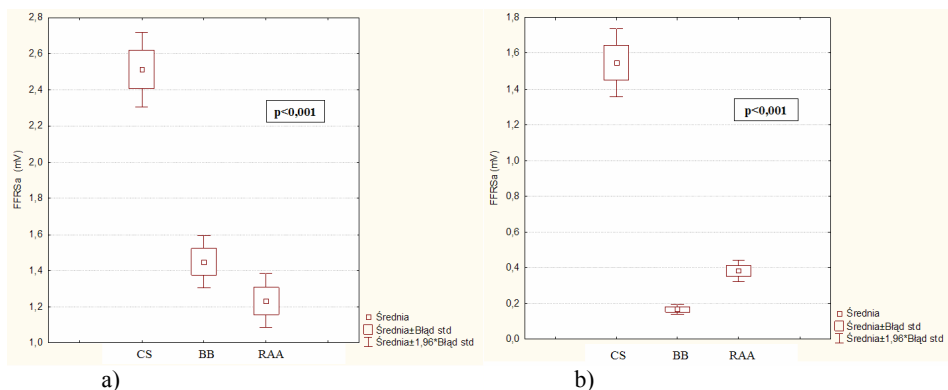 2,8
2,6
2,4
2,2
2,0
1,8
1,6
1,4
1,2
1,0
FFRSa (mV)
p<0,001
CS BB RAA
Średnia
Średnia±Błąd std
Średnia±1,96*Błąd std
a)
1,8
1,6
1,4
1,2
1,0
0,8
0,6
0,4
0,2
0,0
FFRSa (mV)
p<0,001
CS BB RAA
Średnia
Średnia±Błąd std
Średnia±1,96*Błąd std
b)